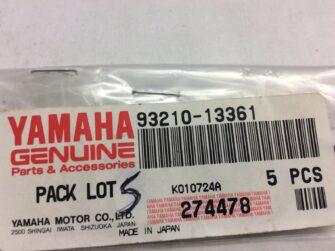 YAMAHA
GENUINE
Parts & Accessories
93210-13361
PACK LOT 5
K010724A
5 PCS
274478
YAMAHA MOTOR CO.,LTD.
2500 SHINGAI IWATA SHIZUOKA JAPAN
MADE IN JAPAN